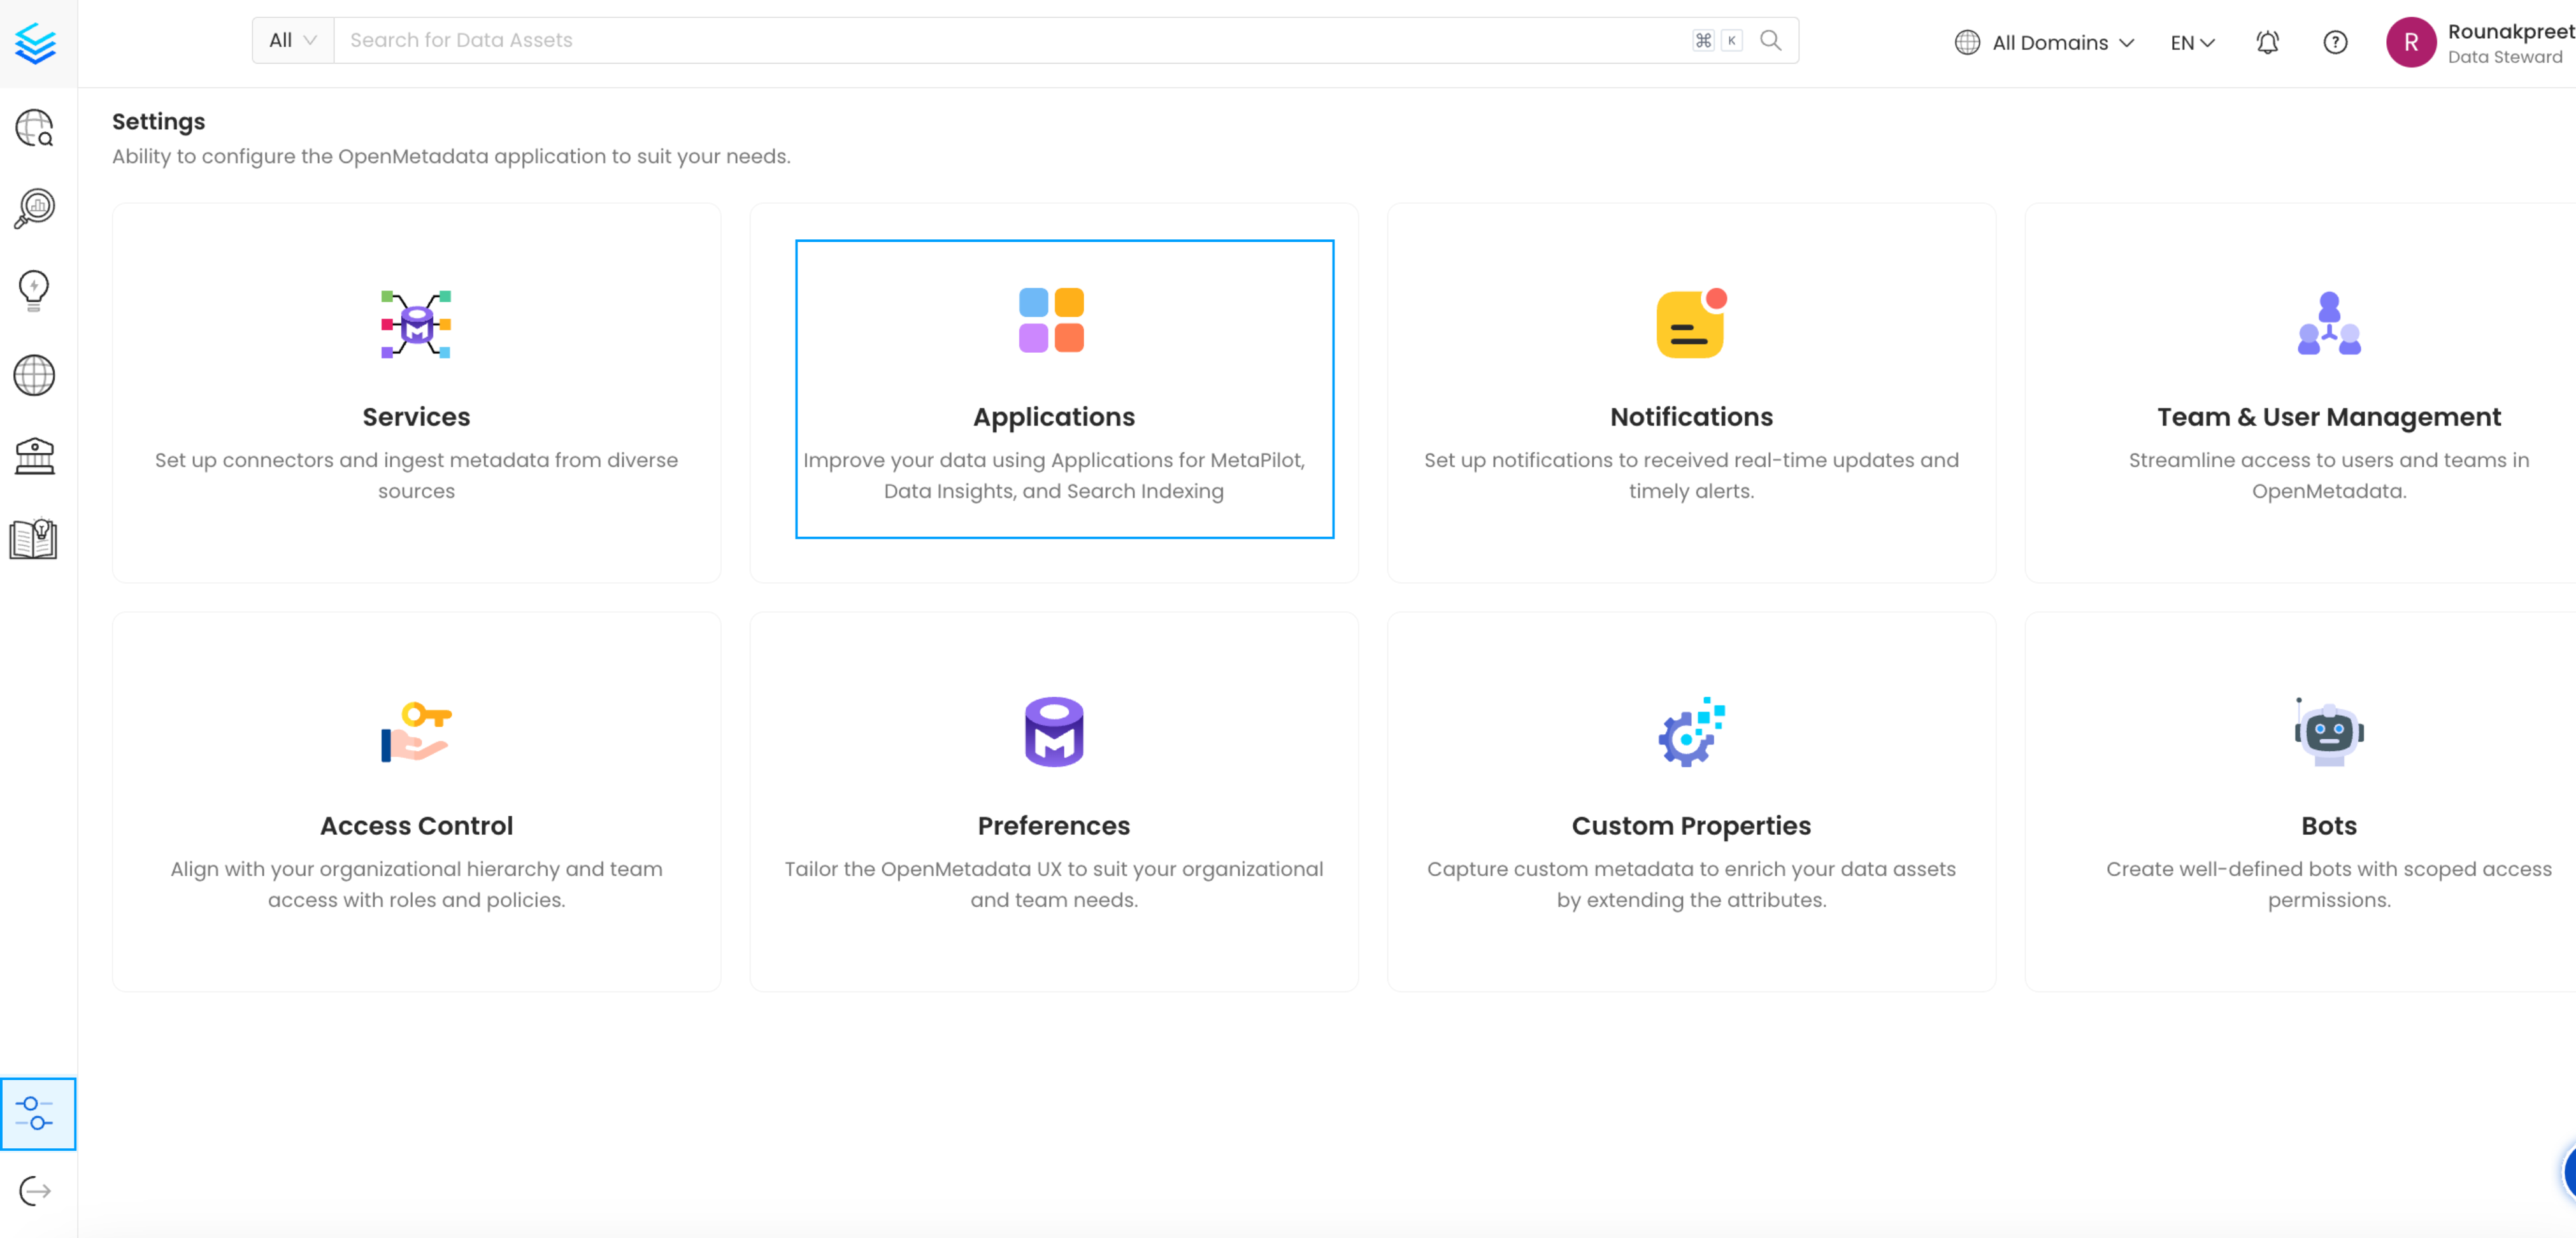 All
Search for Data Assets
⌘ K
All Domains
EN
R
Rounakpreet
Data Steward
Settings
Ability to configure the OpenMetadata application to suit your needs.
Services
Set up connectors and ingest metadata from diverse
sources
Applications
Improve your data using Applications for MetaPilot,
Data Insights, and Search Indexing
Notifications
Set up notifications to received real-time updates and
timely alerts.
Team & User Management
Streamline access to users and teams in
OpenMetadata.
Access Control
Align with your organizational hierarchy and team
access with roles and policies.
Preferences
Tailor the OpenMetadata UX to suit your organizational
and team needs.
Custom Properties
Capture custom metadata to enrich your data assets
by extending the attributes.
Bots
Create well-defined bots with scoped access
permissions.